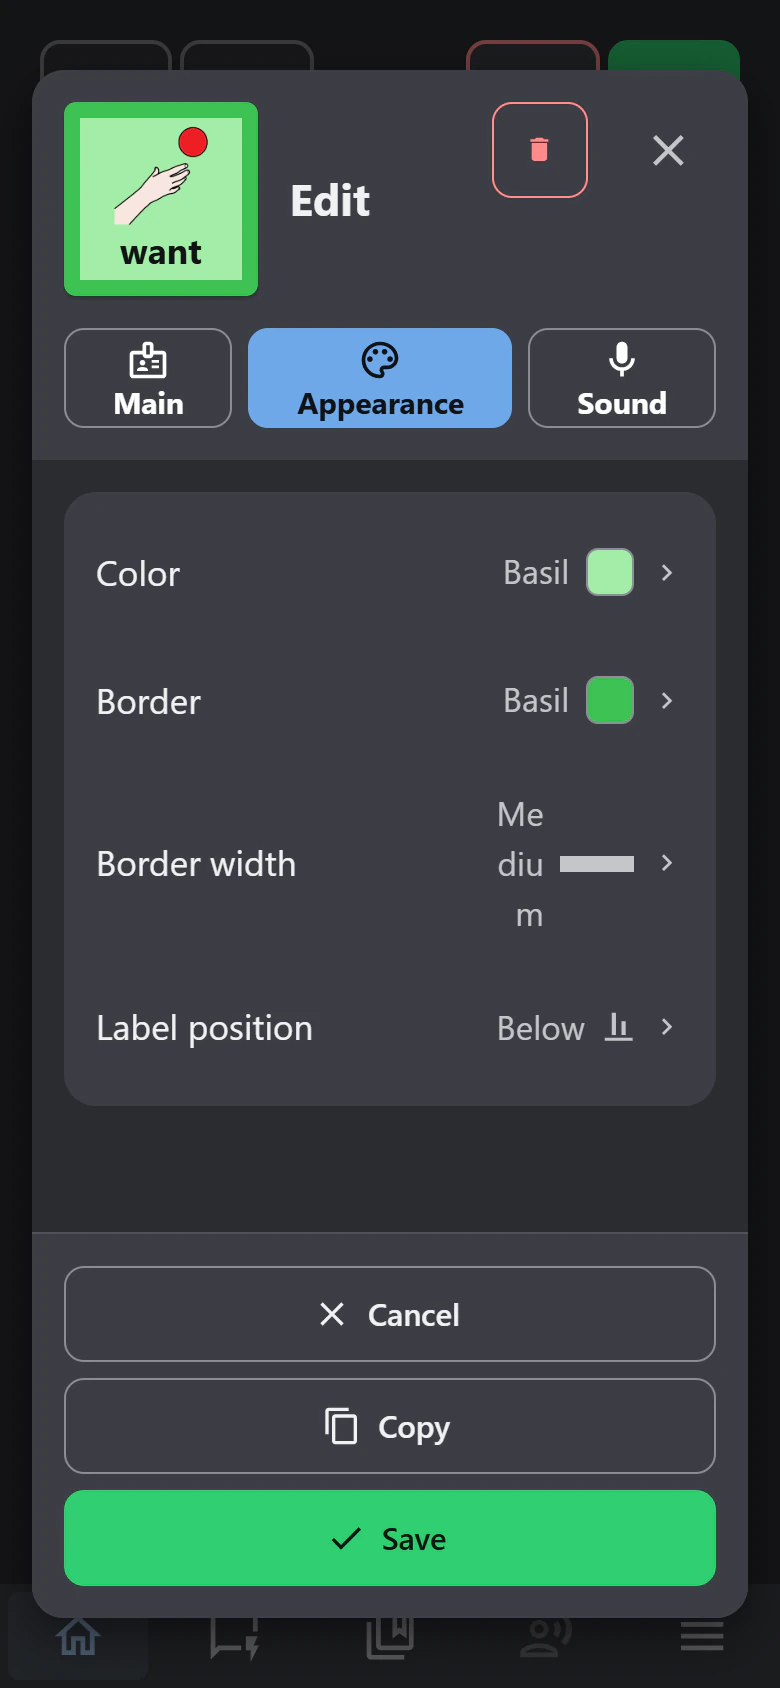 want
Edit
Main
Appearance
Sound
Color
Basil
Border
Basil
Border width
Me
diu
m
Label position
Below
Cancel
Copy
Save